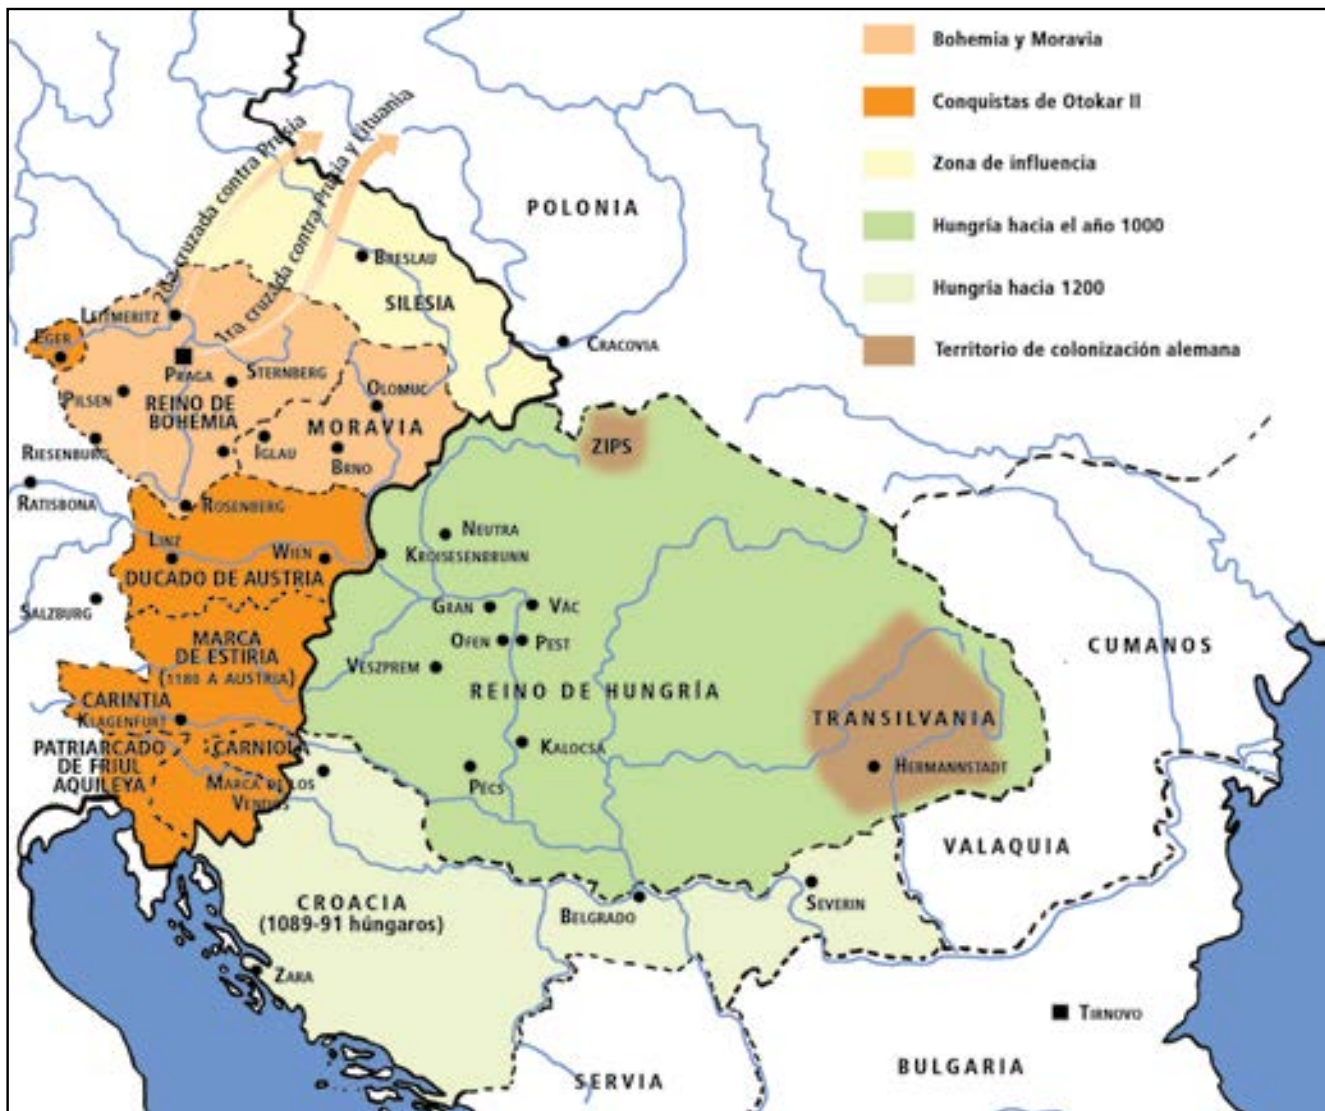 Bohemia y Moravia
Conquistas de Otokar II
Zona de influencia
Hungría hacia el año 1000
Hungría hacia 1200
Territorio de colonización alemana
2da cruzada contra Prusia
1ra cruzada contra Prusia y Lituania
POLONIA
BRESLAU
SILESIA
LEITMERITZ
EGER
CRACOVIA
PRAGA
STERNBERG
PILSEN
REINO DE
BOHEMIA
OLOMUC
MORAVIA
RIESENBURG
IGLAU
BRNO
ZIPS
RATISBONA
ROSENBERG
LINZ
WIEN
NEUTRA
KROISESENBRUNN
DUCADO DE AUSTRIA
SALZBURG
GRAN
VÁC
OFEN
PEST
MARCA
DE ESTIRIA
(1180 A AUSTRIA)
VESZPREM
REINO DE HUNGRÍA
CUMANOS
CARINTIA
KLAGENFURT
TRANSILVANIA
PATRIARCADO
DE FRIUL
AQUILEYA
CARNIOLA
KALOCSA
HERMANNSTADT
MARCA DE LOS
VENDOS
PÉCS
VALAQUIA
CROACIA
(1089-91 húngaros)
BELGRADO
SEVERIN
ZARA
TIRNOVO
SERVIA
BULGARIA